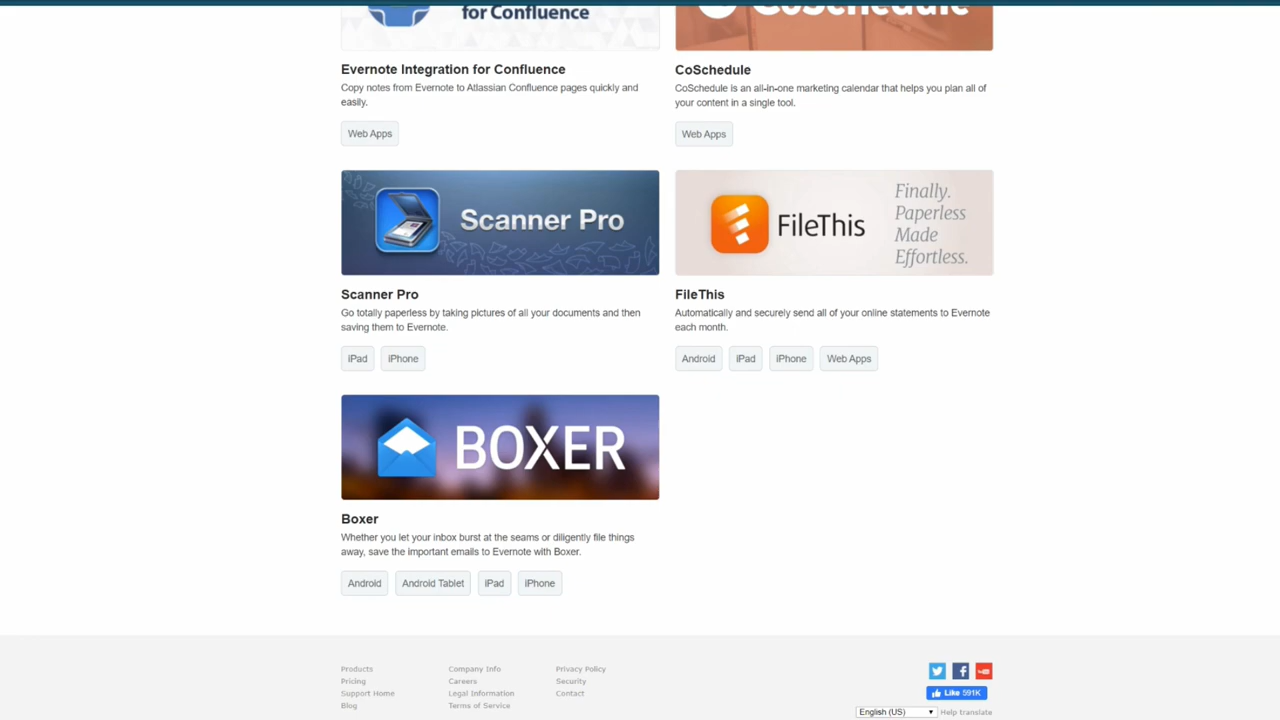 for Confluence
CoSchedule
Evernote Integration for Confluence
Copy notes from Evernote to Atlassian Confluence pages quickly and
easily.
Web Apps
CoSchedule
CoSchedule is an all-in-one marketing calendar that helps you plan all of
your content in a single tool.
Web Apps
Scanner Pro
Scanner Pro
Go totally paperless by taking pictures of all your documents and then
saving them to Evernote.
iPad iPhone
FileThis
Finally.
Paperless
Made
Effortless.
FileThis
Automatically and securely send all of your online statements to Evernote
each month.
Android iPad iPhone Web Apps
BOXER
Boxer
Whether you let your inbox burst at the seams or diligently file things
away, save the important emails to Evernote with Boxer.
Android Android Tablet iPad iPhone
Products
Pricing
Support Home
Blog
Company Info
Careers
Legal Information
Terms of Service
Privacy Policy
Security
Contact
Like 591K
English (US) Help translate